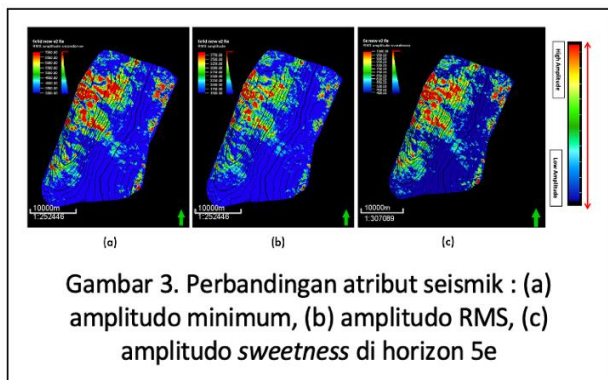 10000m
1:252446
10000m
1:252446
10000m
1:307089
High Amplitude
Low Amplitude
(a)
(b)
(c)
Gambar 3. Perbandingan atribut seismik : (a)
amplitudo minimum, (b) amplitudo RMS, (c)
amplitudo sweetness di horizon 5e